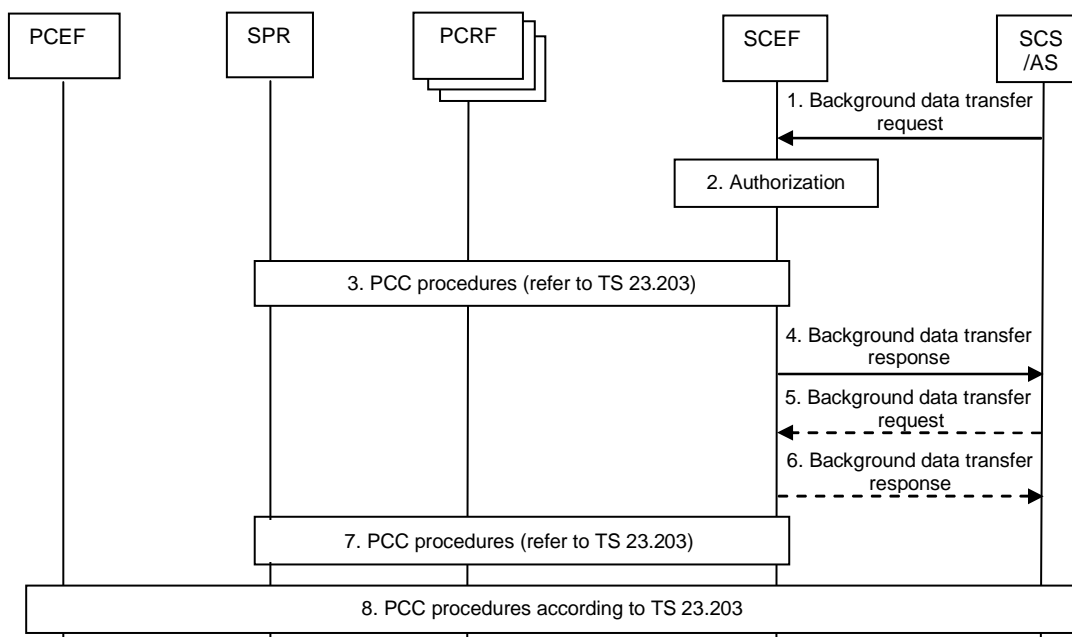 PCEF
SPR
PCRF
SCEF
SCS
/AS
1. Background data transfer
request
2. Authorization
3. PCC procedures (refer to TS 23.203)
4. Background data transfer
response
5. Background data transfer
request
6. Background data transfer
response
7. PCC procedures (refer to TS 23.203)
8. PCC procedures according to TS 23.203